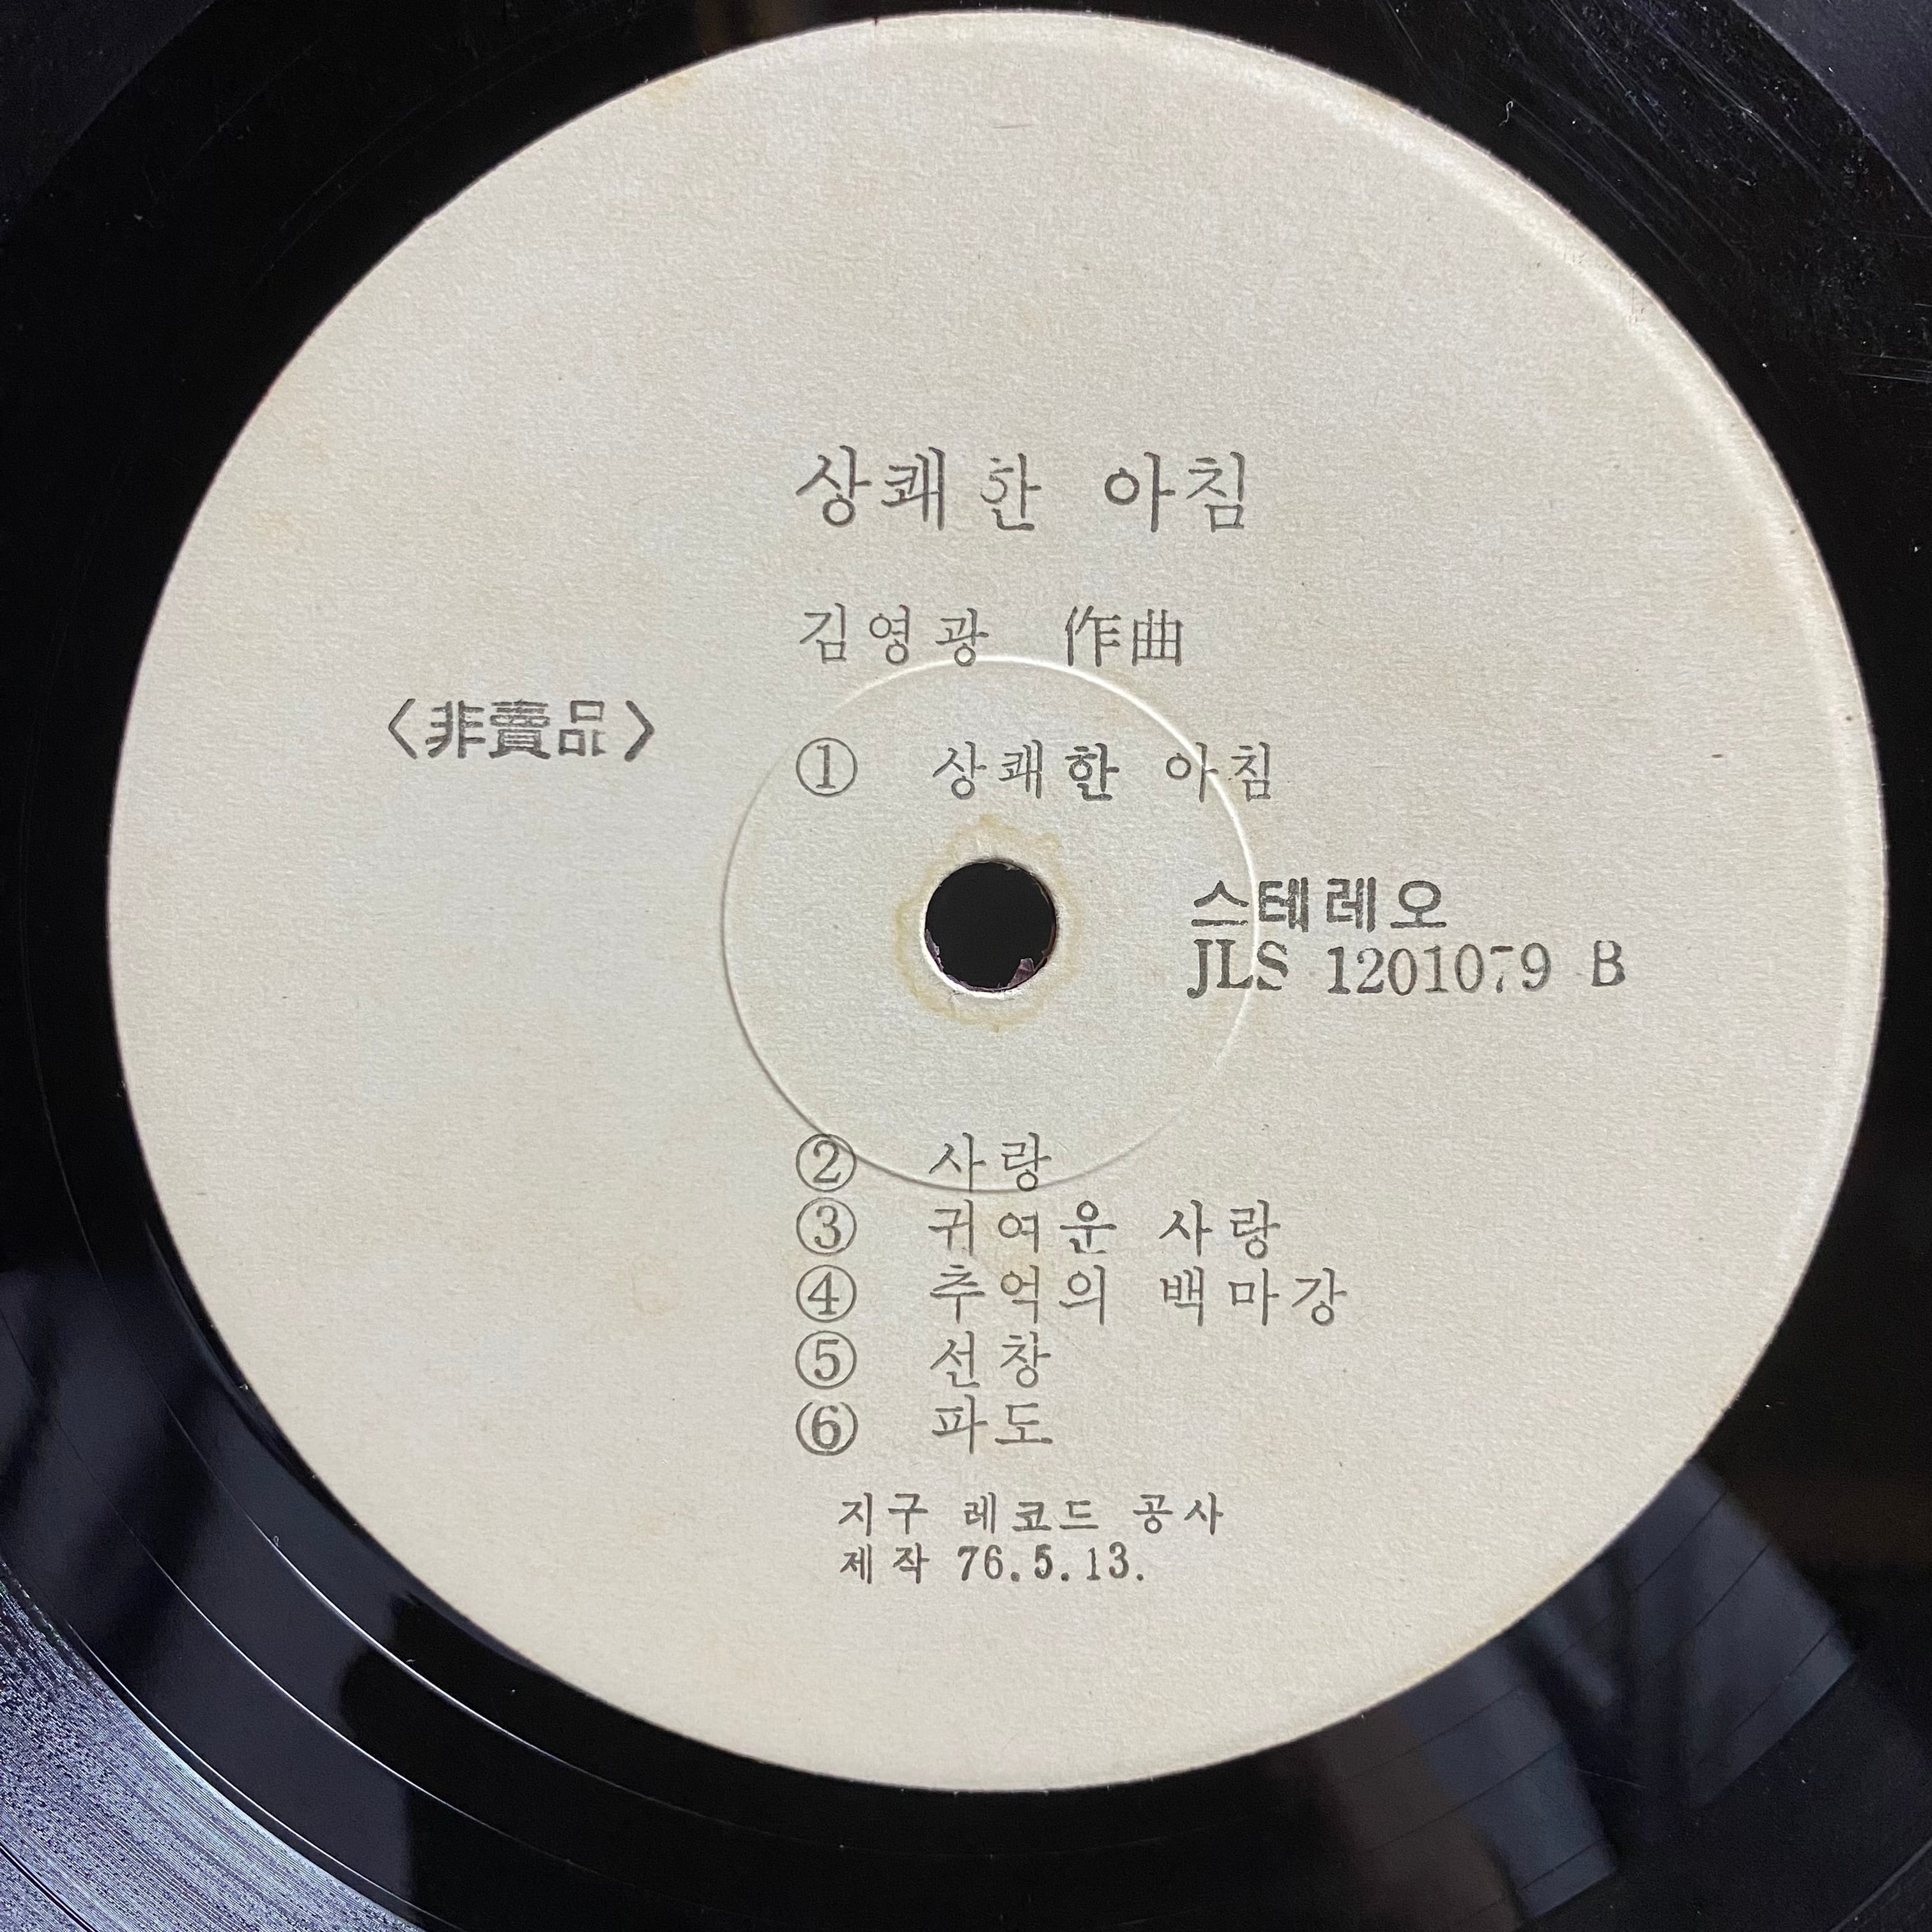 상쾌한 아침
김영광 作曲
〈非賣品〉
① 상쾌한 아침
스테레오
JLS 1201079 B
② 사랑
③ 귀여운 사랑
④ 추억의 백마강
⑤ 선창
⑥ 파도
지구 레코드 공사
제작 76.5.13.